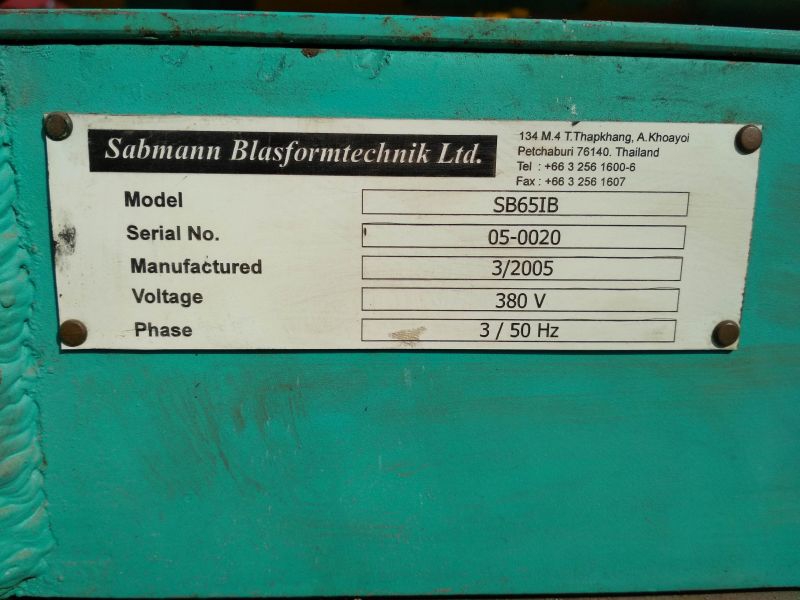 Sabmann Blasformtechnik Ltd.
134 M.4 T.Thapkhang, A.Khoayoi
Petchaburi 76140. Thailand
Tel : +66 3 256 1600-6
Fax : +66 3 256 1607
Model SB65IB
Serial No. 05-0020
Manufactured 3/2005
Voltage 380 V
Phase 3 / 50 Hz